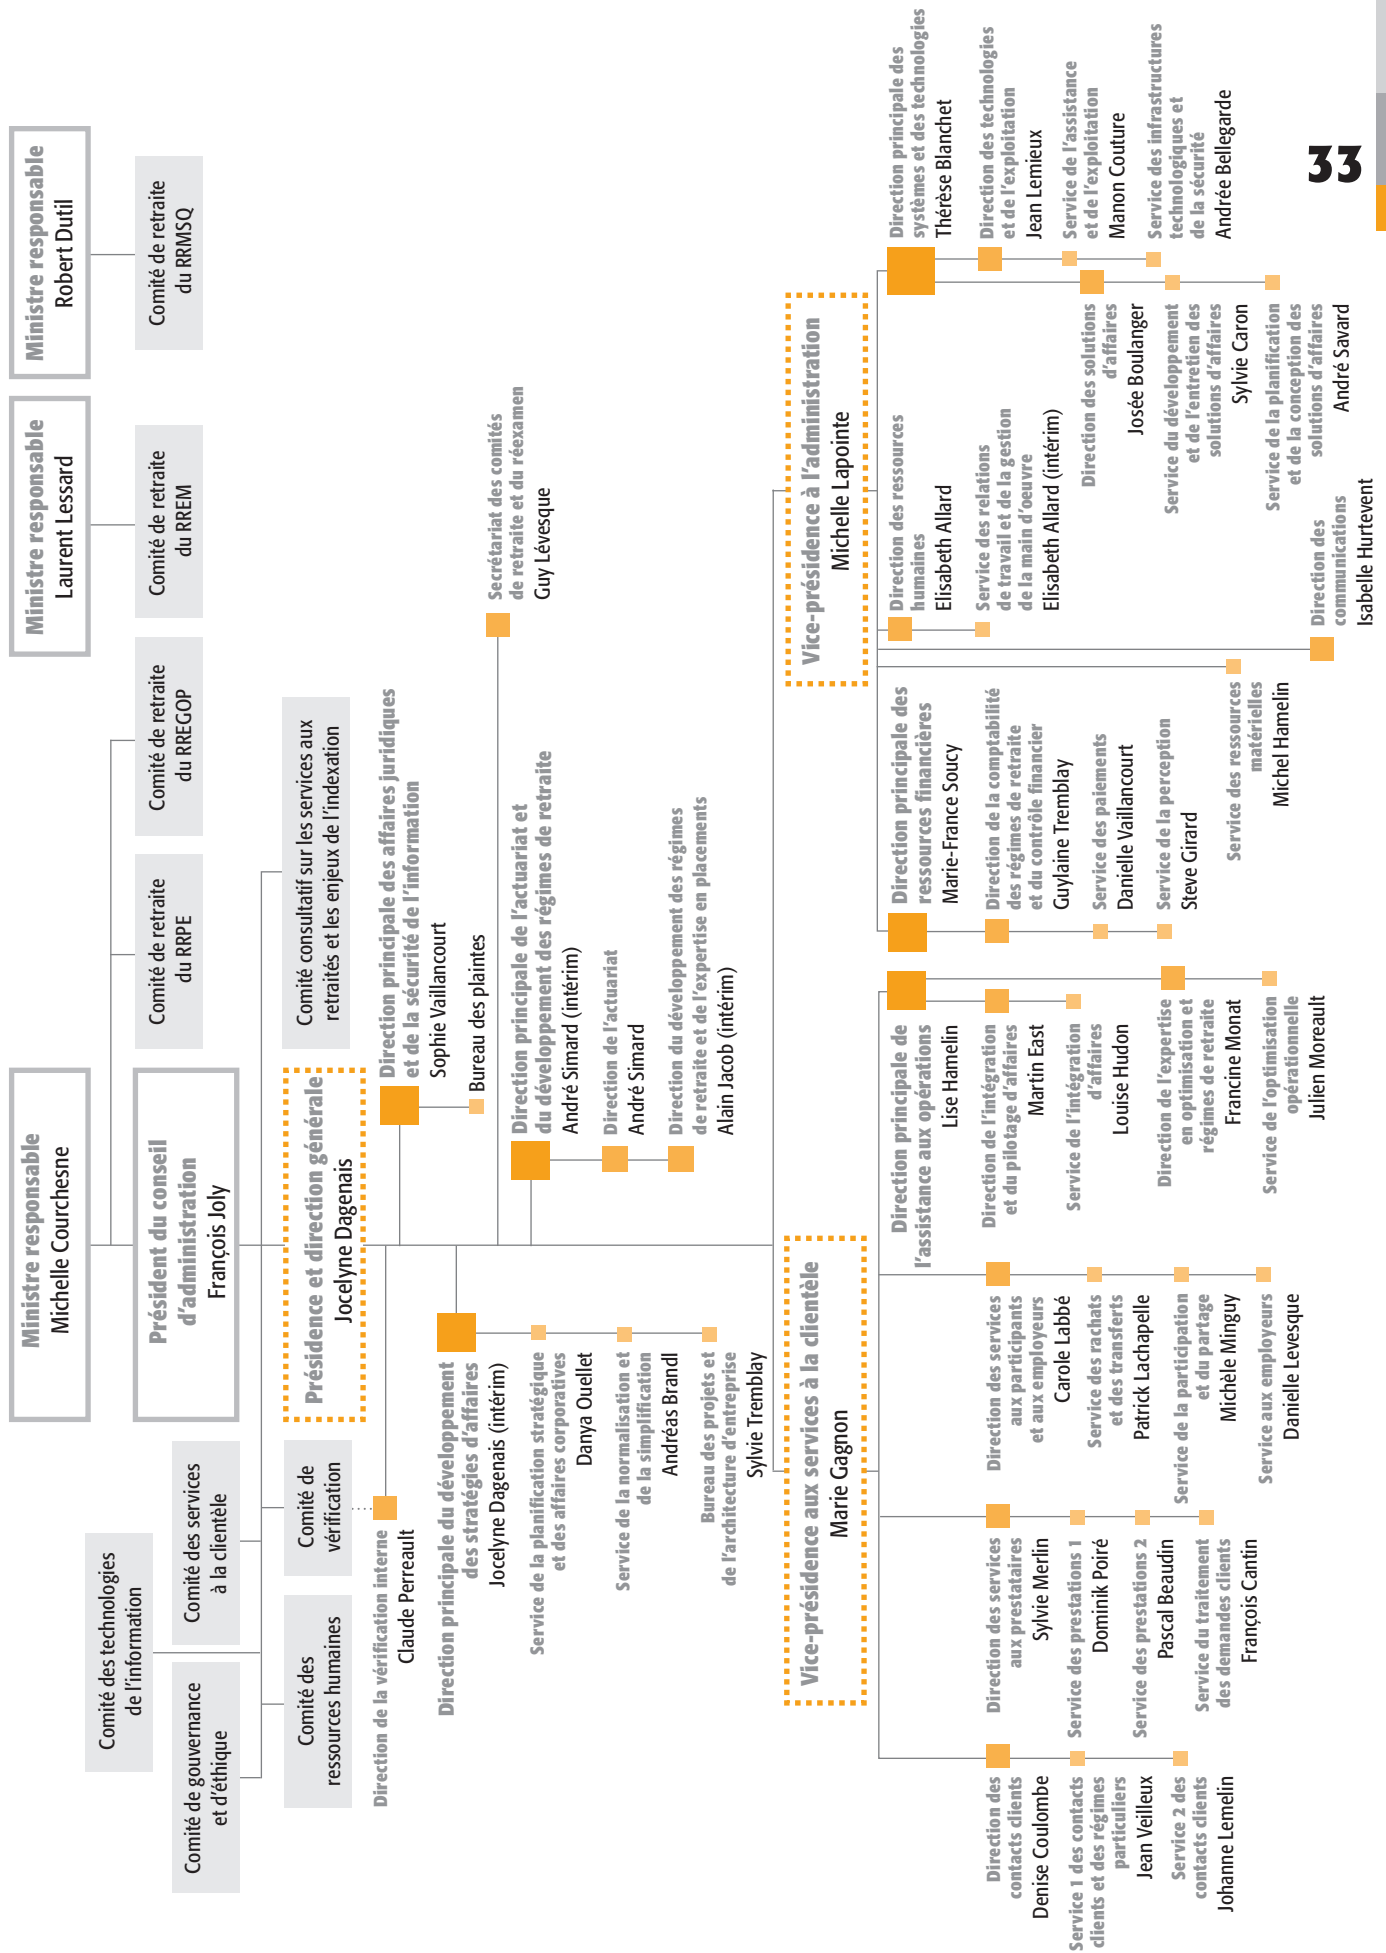 Ministre responsable
Michelle Courchesne
Ministre responsable
Laurent Lessard
Ministre responsable
Robert Dutil
Comité des technologies
de l'information
Président du conseil
d'administration
François Joly
Comité de retraite
du RRPE
Comité de retraite
du RREGOP
Comité de retraite
du RREM
Comité de retraite
du RRMSQ
Comité de gouvernance
et d'éthique
Comité des services
à la clientèle
Comité des
ressources humaines
Comité de
vérification
Présidence et direction générale
Jocelyne Dagenais
Comité consultatif sur les services aux
retraités et les enjeux de l'indexation
Direction de la vérification interne
Claude Perreault
Direction principale des affaires juridiques
et de la sécurité de l'information
Sophie Vaillancourt
Bureau des plaintes
Direction principale du développement
des stratégies d'affaires
Jocelyne Dagenais (intérim)
Service de la planification stratégique
et des affaires corporatives
Danya Ouellet
Service de la normalisation et
de la simplification
Andréas Brandl
Bureau des projets et
de l'architecture d'entreprise
Sylvie Tremblay
Secrétariat des comités
de retraite et du réexamen
Guy Lévesque
Direction principale de l'actuariat et
du développement des régimes de retraite
André Simard (intérim)
Direction de l'actuariat
André Simard
Direction du développement des régimes
de retraite et de l'expertise en placements
Alain Jacob (intérim)
Vice-présidence aux services à la clientèle
Marie Gagnon
Direction des
contacts clients
Denise Coulombe
Service 1 des contacts
clients et des régimes
particuliers
Jean Veilleux
Service 2 des
contacts clients
Johanne Lemelin
Direction des services
aux prestataires
Sylvie Merlin
Service des prestations 1
Dominik Poiré
Service des prestations 2
Pascal Beaudin
Service du traitement
des demandes clients
François Cantin
Direction des services
aux participants
et aux employeurs
Carole Labbé
Service des rachats
et des transferts
Patrick Lachapelle
Service de la participation
et du partage
Michèle Minguy
Service aux employeurs
Danielle Levesque
Direction principale de
l'assistance aux opérations
Lise Hamelin
Direction de l'intégration
et du pilotage d'affaires
Martin East
Service de l'intégration
d'affaires
Louise Hudon
Direction de l'expertise
en optimisation et
régimes de retraite
Francine Monat
Service de l'optimisation
opérationnelle
Julien Moreault
Vice-présidence à l'administration
Michelle Lapointe
Direction principale des
ressources financières
Marie-France Soucy
Direction de la comptabilité
des régimes de retraite
et du contrôle financier
Guylaine Tremblay
Service des paiements
Danielle Vaillancourt
Service de la perception
Steve Girard
Service des ressources
matérielles
Michel Hamelin
Direction des ressources
humaines
Elisabeth Allard
Service des relations
de travail et de la gestion
de la main d'oeuvre
Elisabeth Allard (intérim)
Direction des
communications
Isabelle Hurtevent
Direction principale des
systèmes et des technologies
Thérèse Blanchet
Direction des technologies
et de l'exploitation
Jean Lemieux
Service de l'assistance
et de l'exploitation
Manon Couture
Service des infrastructures
technologiques et
de la sécurité
Andrée Bellegarde
Direction des solutions
d'affaires
Josée Boulanger
Service du développement
et de l'entretien des
solutions d'affaires
Sylvie Caron
Service de la planification
et de la conception des
solutions d'affaires
André Savard
33